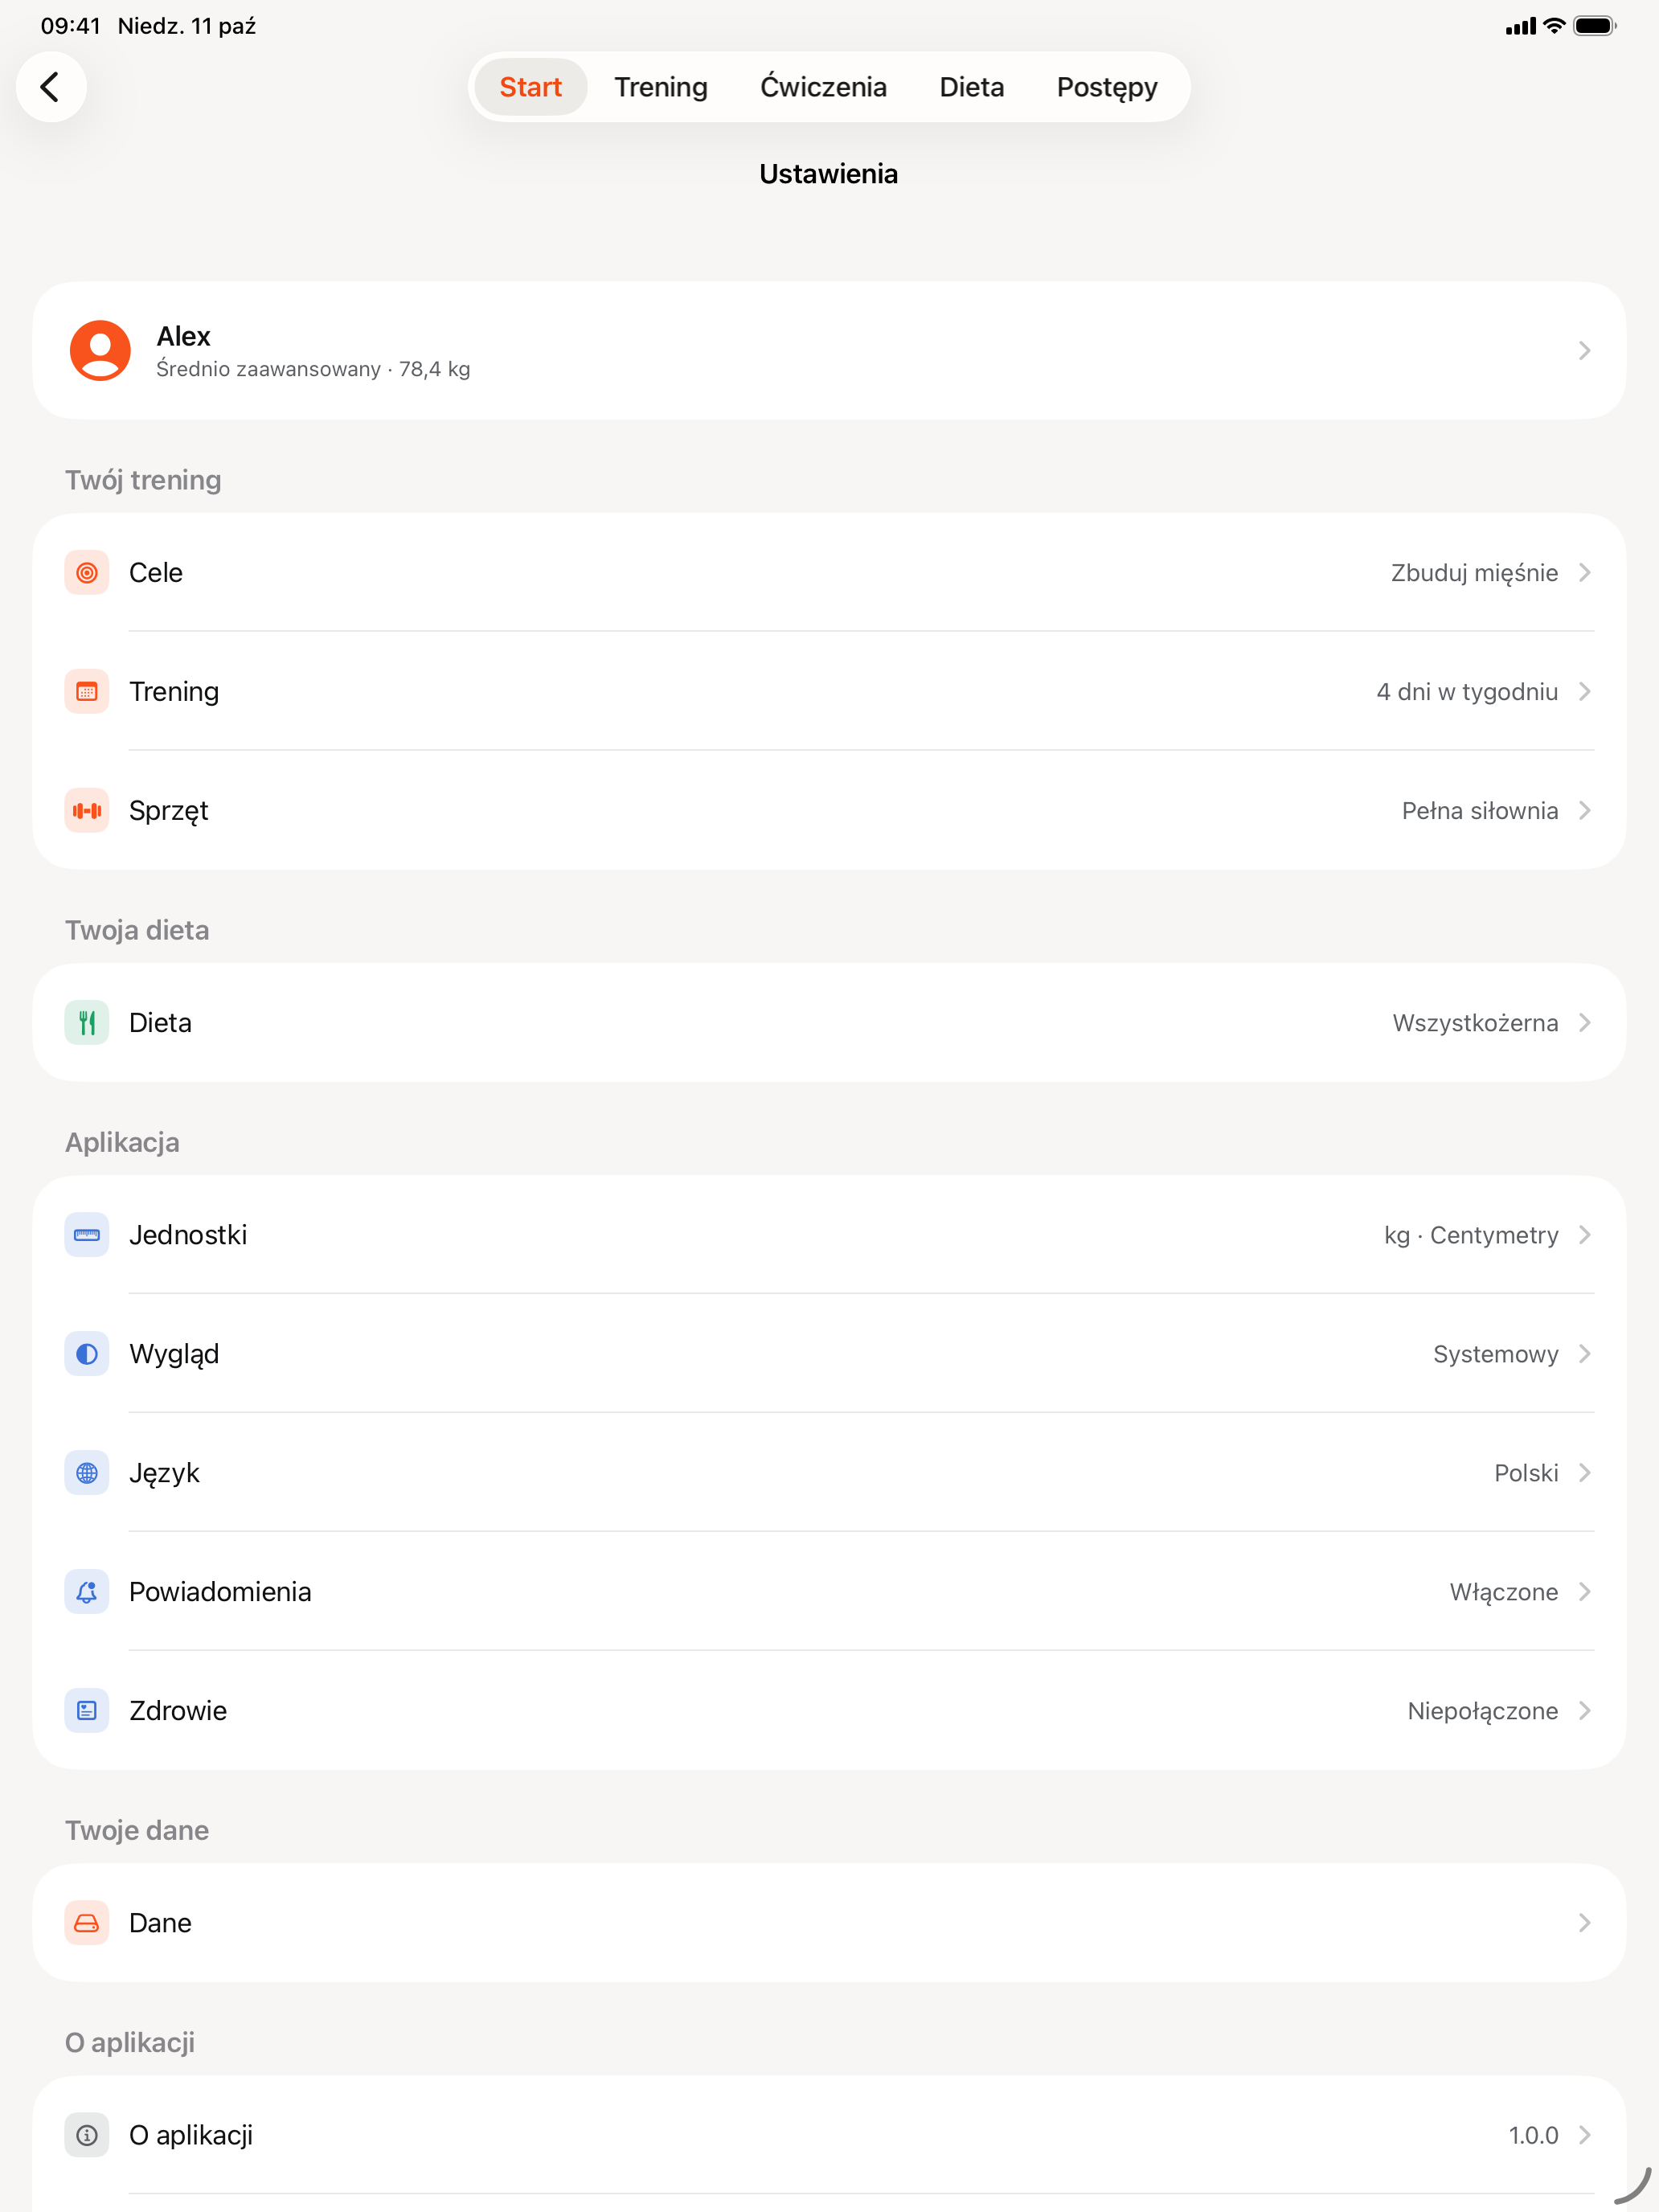 09:41 Niedz. 11 paź
Start Trening Ćwiczenia Dieta Postępy
Ustawienia
Alex
Średnio zaawansowany · 78,4 kg
Twój trening
Cele Zbuduj mięśnie
Trening 4 dni w tygodniu
Sprzęt Pełna siłownia
Twoja dieta
Dieta Wszystkożerna
Aplikacja
Jednostki kg · Centymetry
Wygląd Systemowy
Język Polski
Powiadomienia Włączone
Zdrowie Niepołączone
Twoje dane
Dane
O aplikacji
O aplikacji 1.0.0